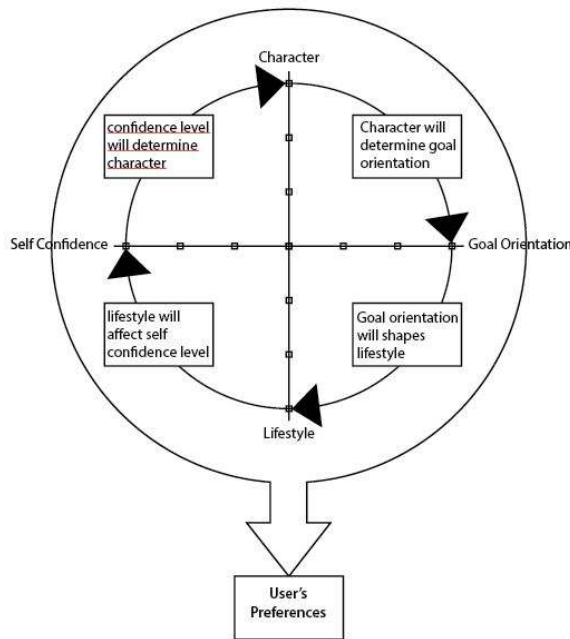 Character
confidence level
will determine
character
Character will
determine goal
orientation
Self Confidence
Goal Orientation
lifestyle will
affect self
confidence level
Goal orientation
will shapes
lifestyle
Lifestyle
User's
Preferences